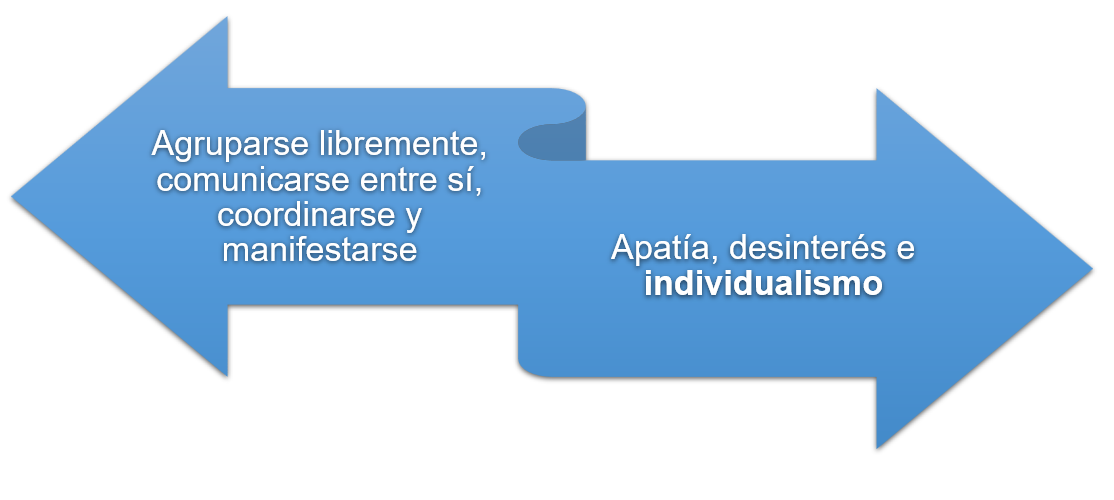 Agruparse libremente,
comunicarse entre sí,
coordinarse y
manifestarse
Apatía, desinterés e
individualismo